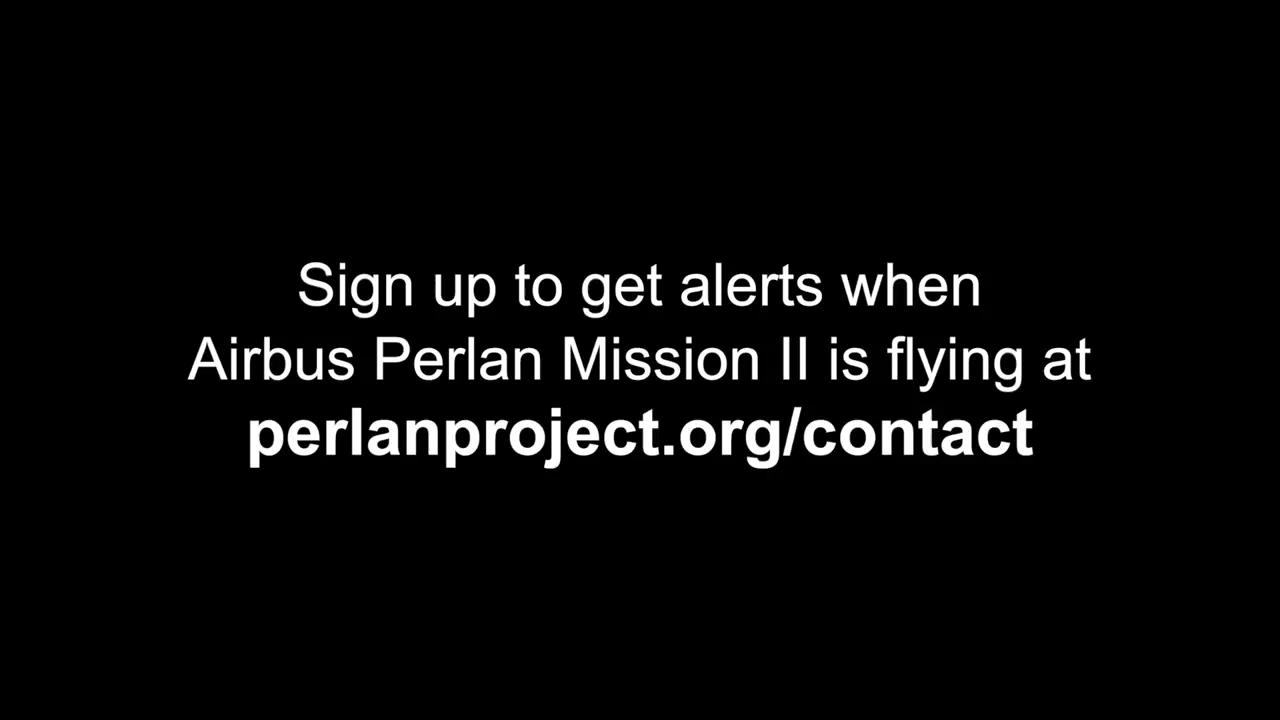 Sign up to get alerts when
Airbus Perlan Mission II is flying at
perlanproject.org/contact